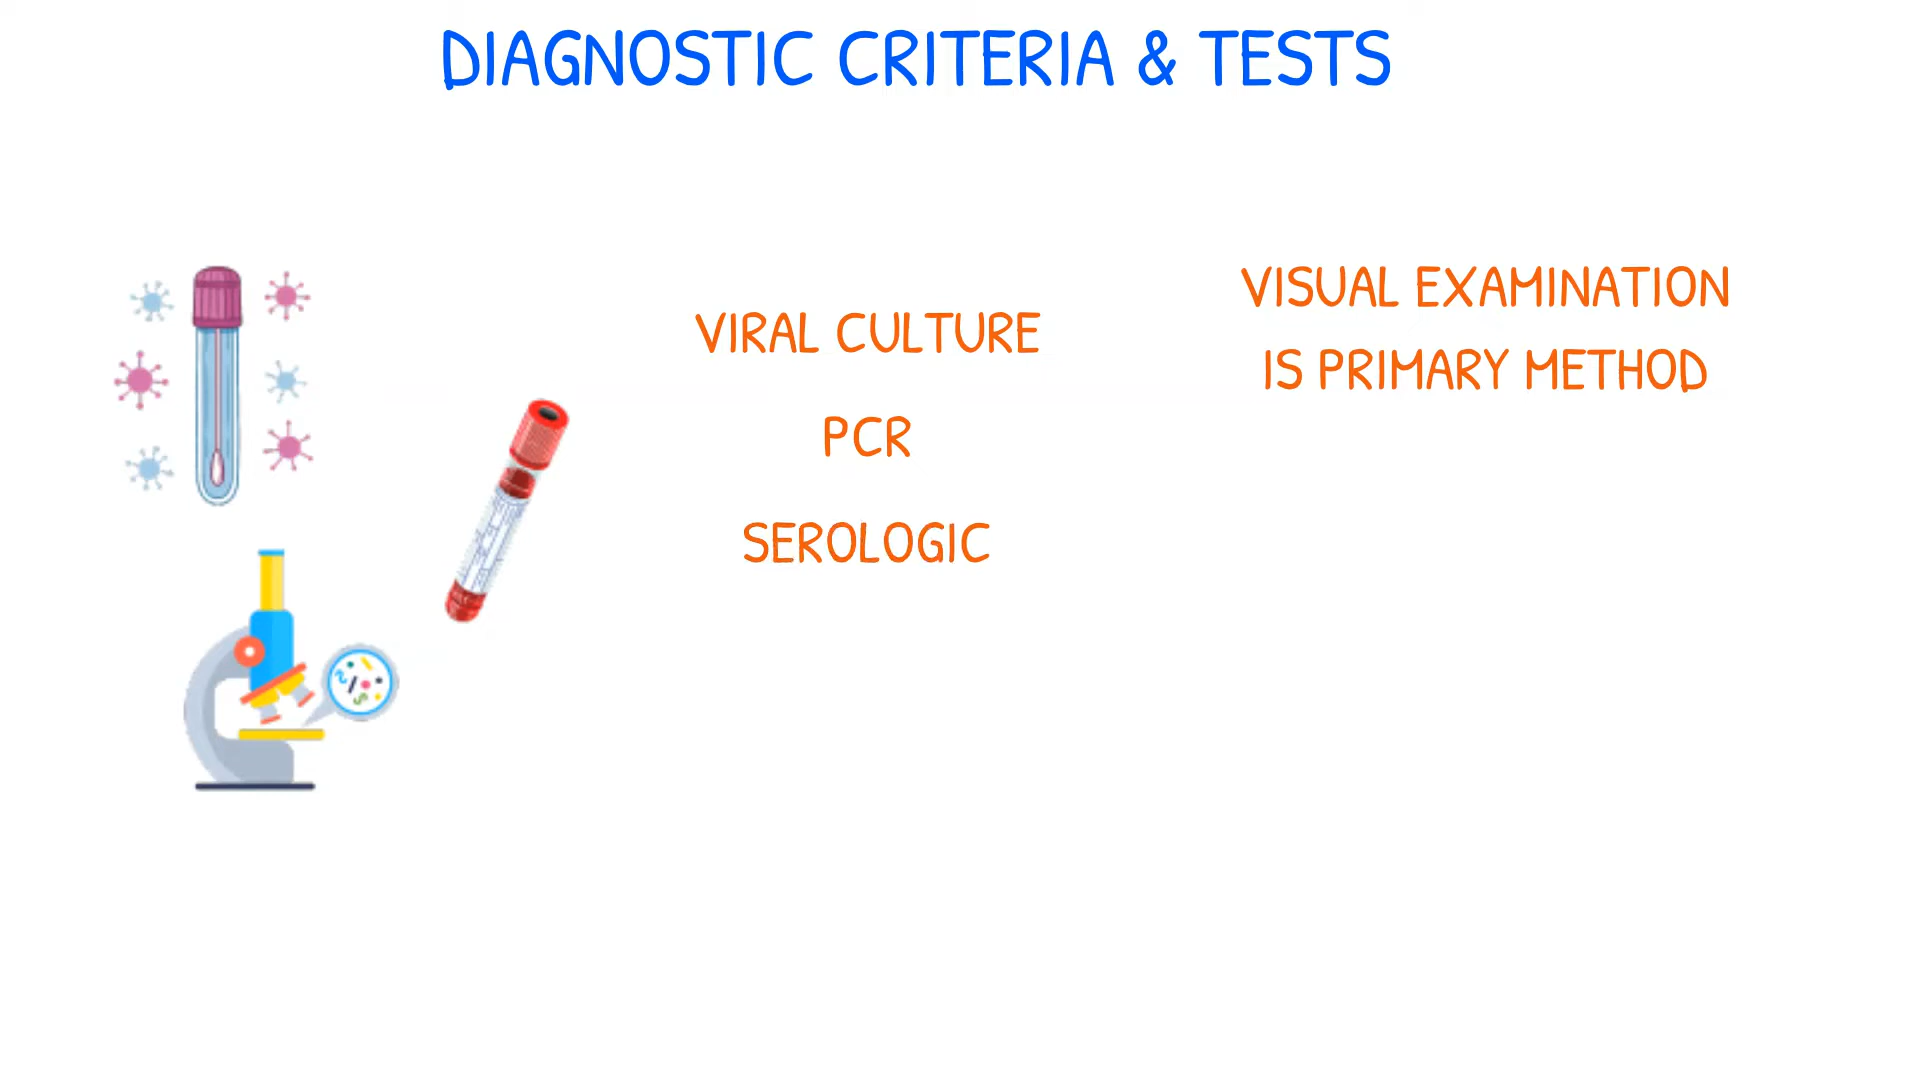 DIAGNOSTIC CRITERIA & TESTS
VIRAL CULTURE
PCR
SEROLOGIC
VISUAL EXAMINATION
IS PRIMARY METHOD